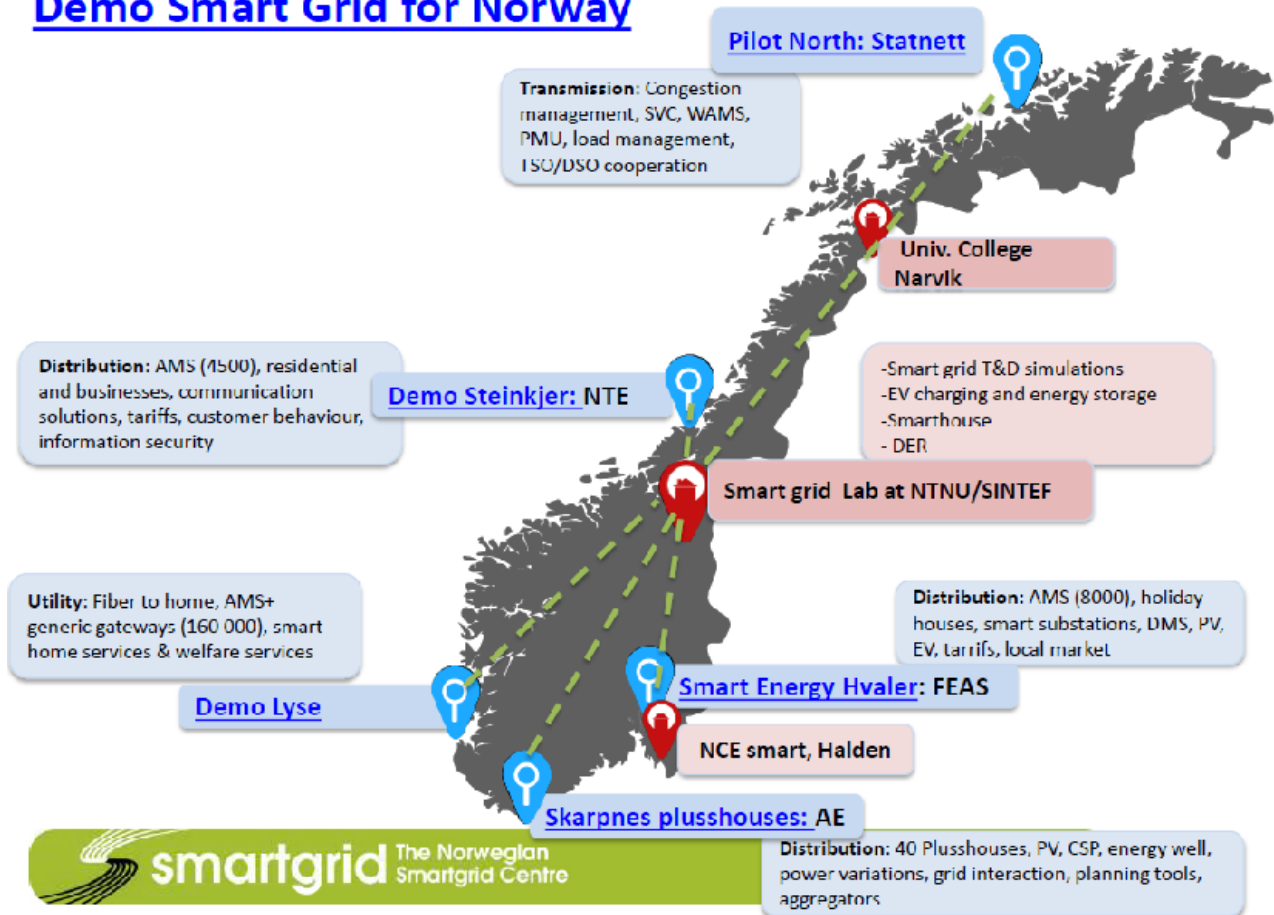 Demo Smart Grid for Norway
Pilot North: Statnett
Transmission: Congestion
management, SVC, WAMS,
PMU, load management,
TSO/DSO cooperation
Univ. College
Narvik
Distribution: AMS (4500), residential
and businesses, communication
solutions, tariffs, customer behaviour,
information security
Demo Steinkjer: NTE
-Smart grid T&D simulations
-EV charging and energy storage
-Smarthouse
- DER
Smart grid Lab at NTNU/SINTEF
Utility: Fiber to home, AMS+
generic gateways (160 000), smart
home services & welfare services
Demo Lyse
Distribution: AMS (8000), holiday
houses, smart substations, DMS, PV,
EV, tarrifs, local market
Smart Energy Hvaler: FEAS
NCE smart, Halden
Skarpnes plusshouses: AE
smartgrid
The Norwegian
Smartgrid Centre
Distribution: 40 Plusshouses, PV, CSP, energy well,
power variations, grid interaction, planning tools,
aggregators